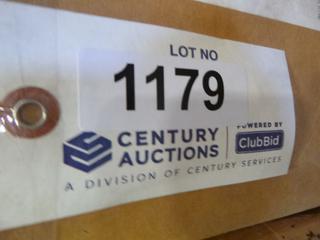 LOT NO
1179
CENTURY
AUCTIONS
POWERED BY
ClubBid
A DIVISION OF CENTURY SERVICES